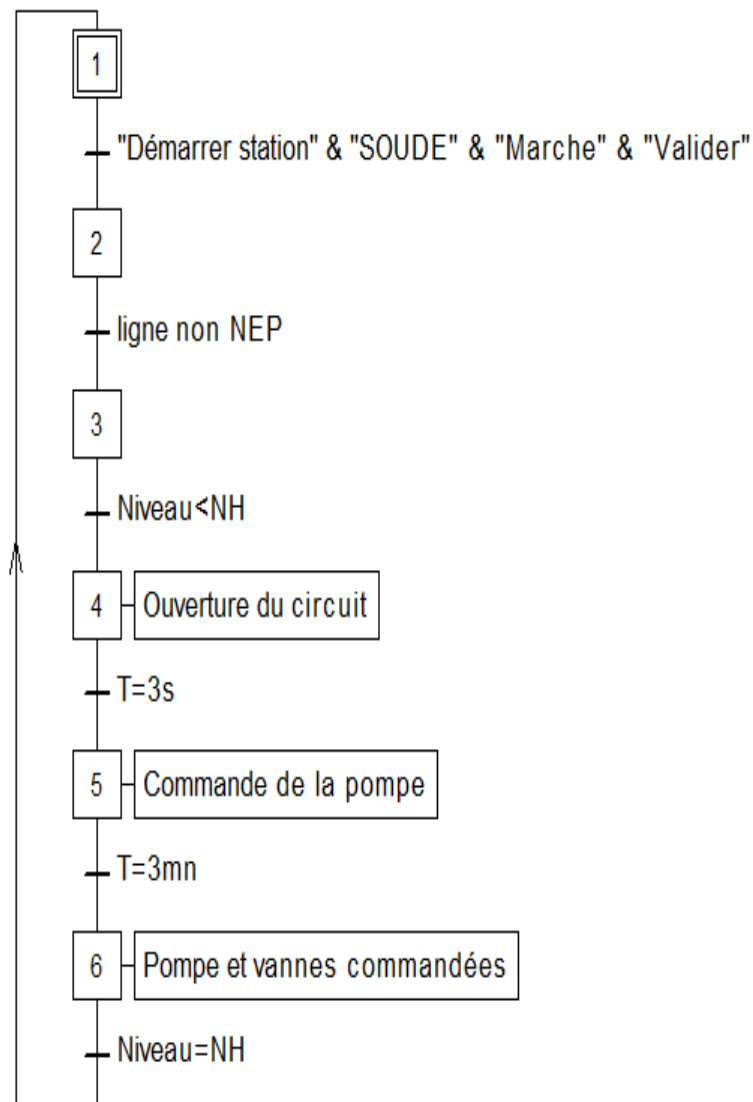 1
"Démarrer station" & "SOUDE" & "Marche" & "Valider"
2
ligne non NEP
3
Niveau<NH
4 Ouverture du circuit
T=3s
5 Commande de la pompe
T=3mn
6 Pompe et vannes commandées
Niveau=NH